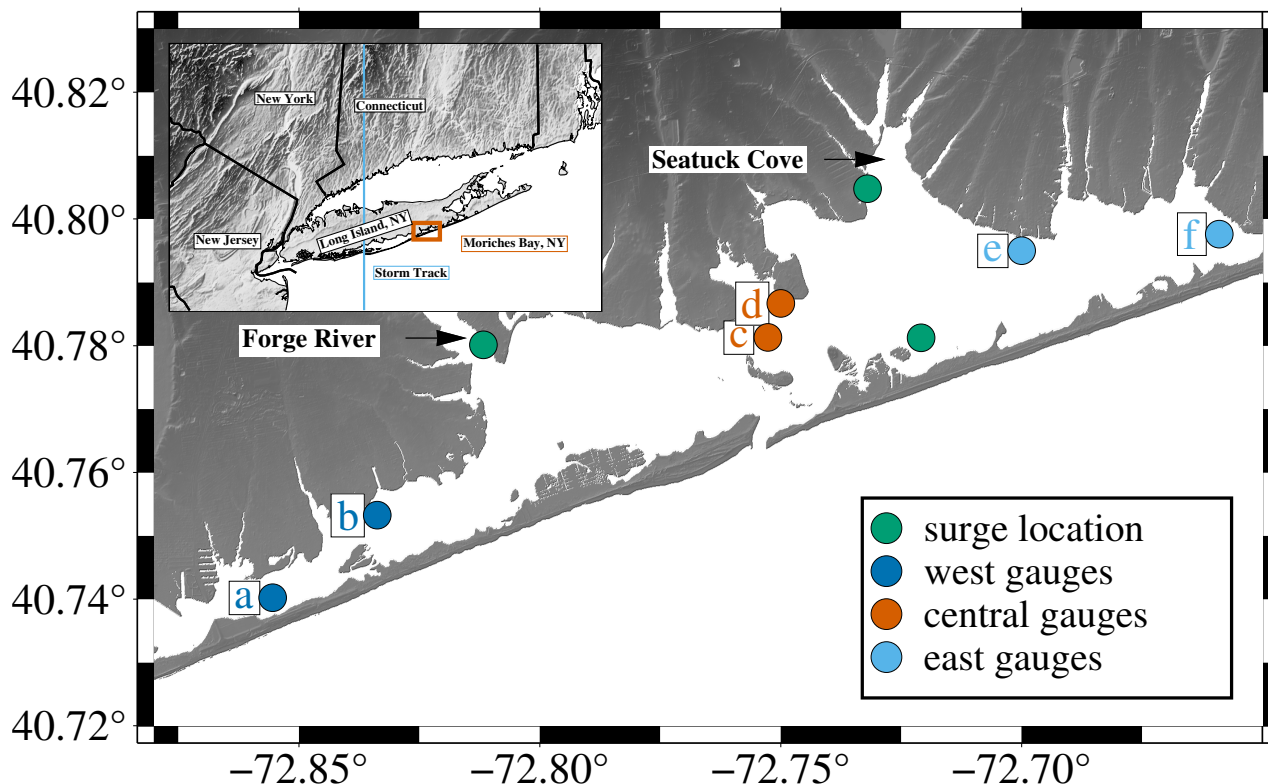 40.82°
40.80°
40.78°
40.76°
40.74°
40.72°
−72.85°
−72.80°
−72.75°
−72.70°
New York
Connecticut
New Jersey
Long Island, NY
Moriches Bay, NY
Storm Track
Seatuck Cove
Forge River
a
b
c
d
e
f
surge location
west gauges
central gauges
east gauges